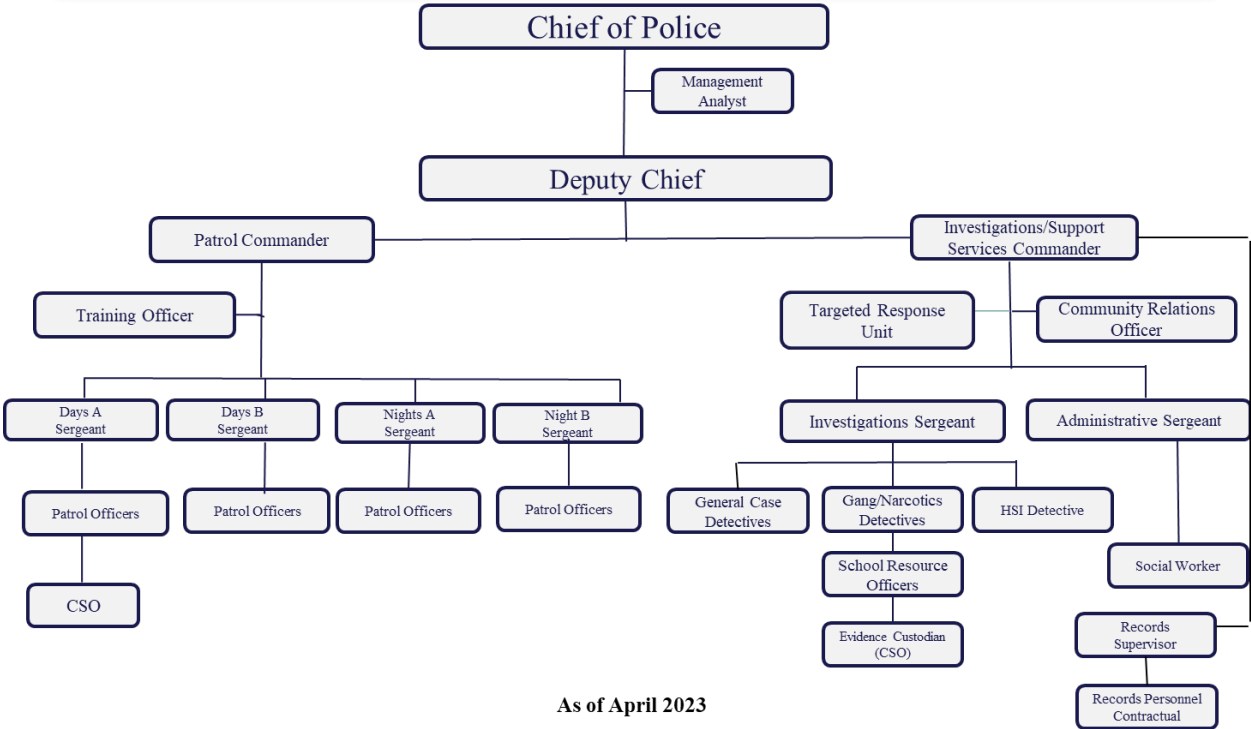 Chief of Police
Management
Analyst
Deputy Chief
Patrol Commander
Investigations/Support
Services Commander
Training Officer
Targeted Response
Unit
Community Relations
Officer
Days A
Sergeant
Days B
Sergeant
Nights A
Sergeant
Night B
Sergeant
Investigations Sergeant
Administrative Sergeant
Patrol Officers
Patrol Officers
Patrol Officers
Patrol Officers
General Case
Detectives
Gang/Narcotics
Detectives
HSI Detective
School Resource
Officers
Social Worker
CSO
Evidence Custodian
(CSO)
Records
Supervisor
Records Personnel
Contractual
As of April 2023